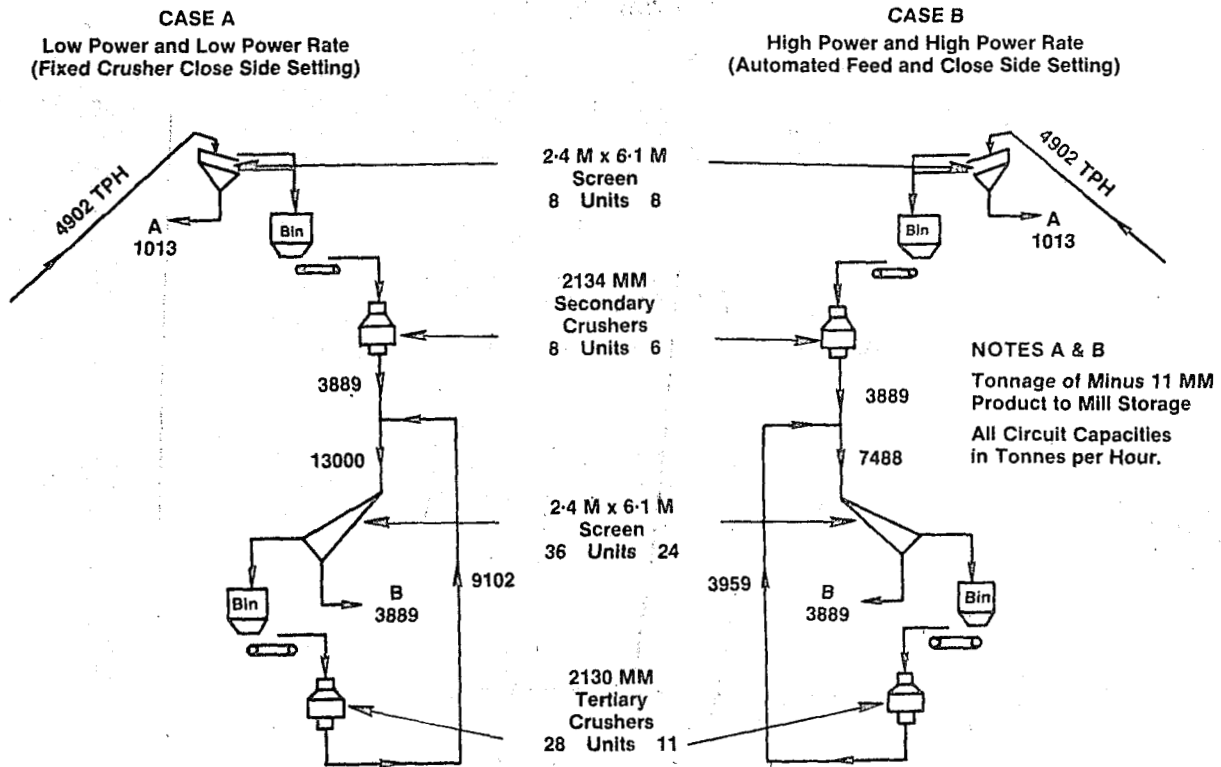 CASE A
Low Power and Low Power Rate
(Fixed Crusher Close Side Setting)
CASE B
High Power and High Power Rate
(Automated Feed and Close Side Setting)
4902 TPH
A
1013
Bin
2·4 M x 6·1 M
Screen
8 Units 8
Bin
4902 TPH
A
1013
2134 MM
Secondary
Crushers
8 Units 6
3889
3889
NOTES A & B
Tonnage of Minus 11 MM
Product to Mill Storage
All Circuit Capacities
in Tonnes per Hour.
13000
7488
2·4 M x 6·1 M
Screen
36 Units 24
9102
3959
Bin
B
3889
B
3889
Bin
2130 MM
Tertiary
Crushers
28 Units 11